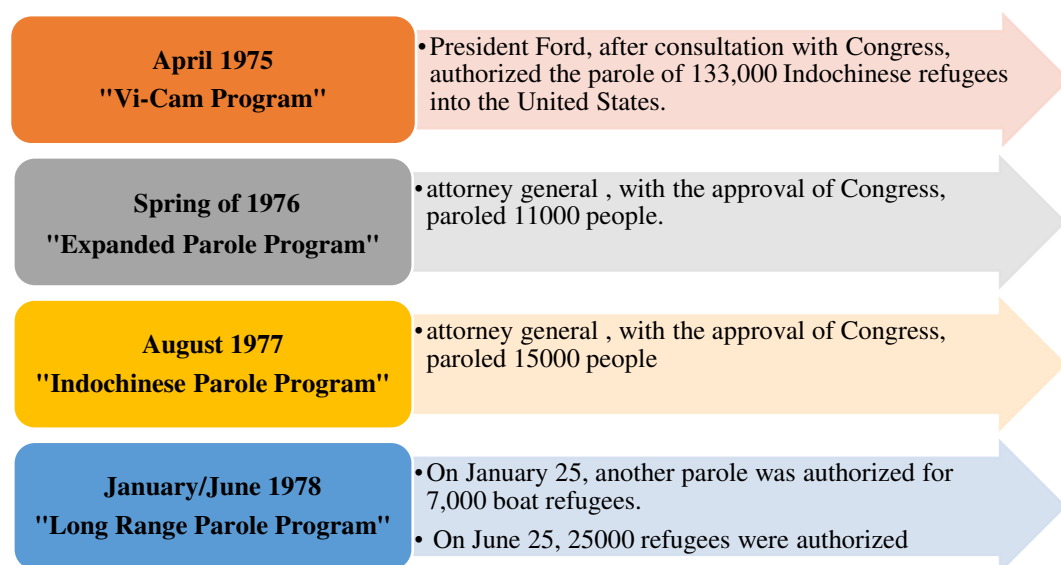 April 1975
"Vi-Cam Program"
•President Ford, after consultation with Congress,
authorized the parole of 133,000 Indochinese refugees
into the United States.
Spring of 1976
"Expanded Parole Program"
•attorney general , with the approval of Congress,
paroled 11000 people.
August 1977
"Indochinese Parole Program"
•attorney general , with the approval of Congress,
paroled 15000 people
January/June 1978
"Long Range Parole Program"
•On January 25, another parole was authorized for
7,000 boat refugees.
• On June 25, 25000 refugees were authorized